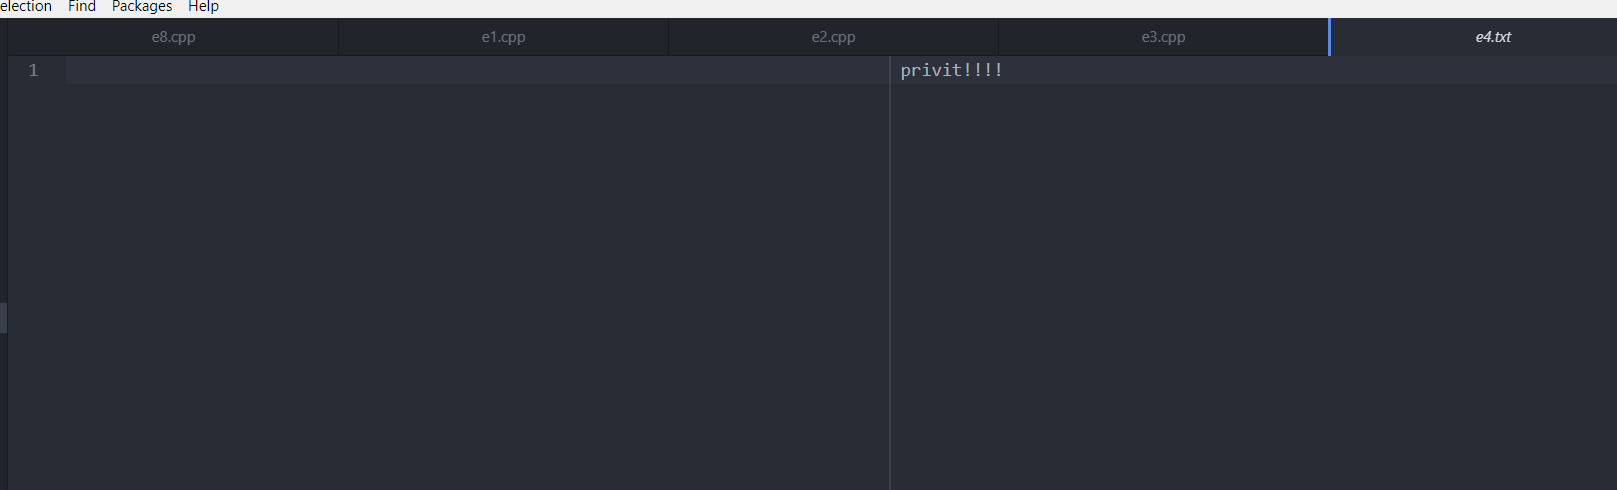 election Find Packages Help
e8.cpp e1.cpp e2.cpp e3.cpp e4.txt
1 privit!!!!